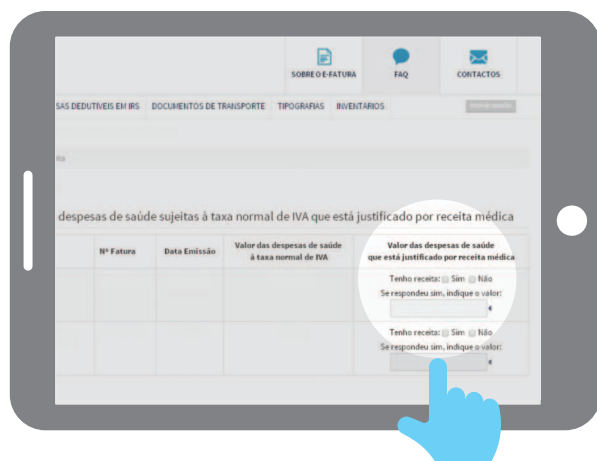 SOBRE O E-FATURA
FAQ
CONTACTOS
SAS DEDUTIVEIS EM IRS DOCUMENTOS DE TRANSPORTE TIPOGRAFIAS INVENTÁRIOS
ita
despesas de saúde sujeitas à taxa normal de IVA que está justificado por receita médica
Nº Fatura
Data Emissão
Valor das despesas de saúde
à taxa normal de IVA
Valor das despesas de saúde
que está justificado por receita médica
Tenho receita: Sim Não
Se respondeu sim, indique o valor:
€
Tenho receita: Sim Não
Se respondeu sim, indique o valor:
€